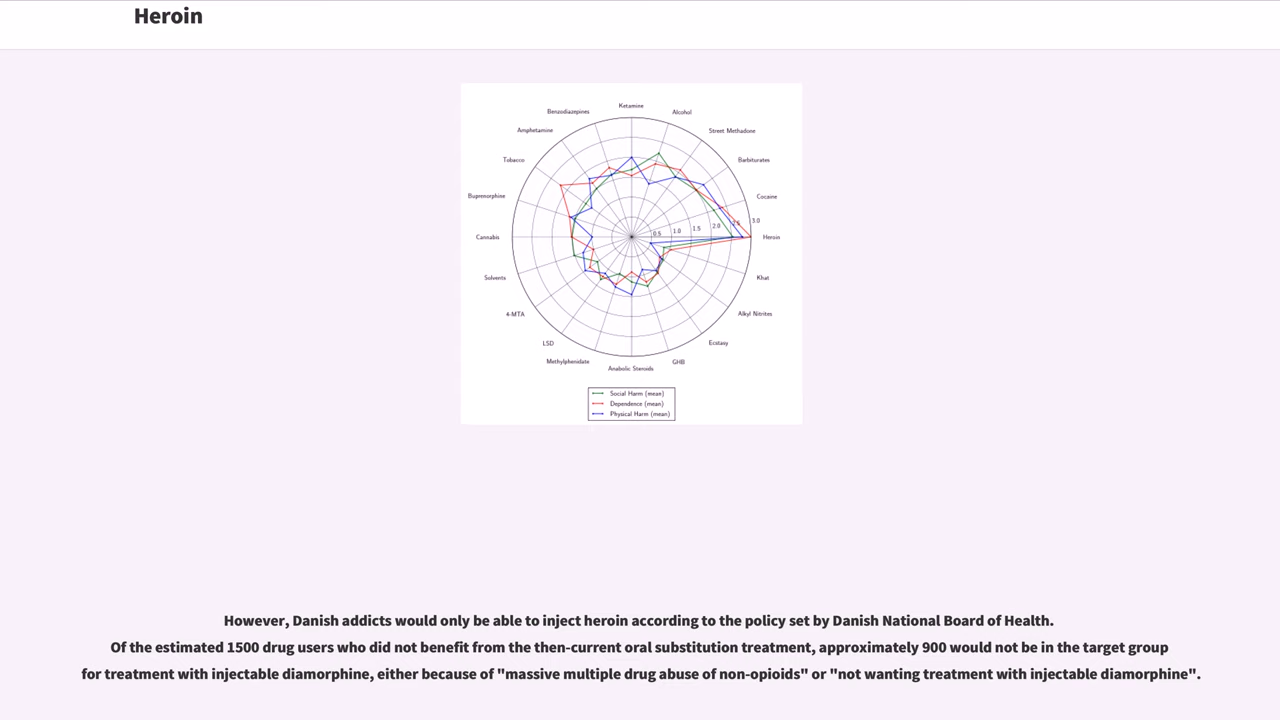 Heroin
Ketamine
Benzodiazepines
Alcohol
Amphetamine
Street Methadone
Tobacco
Barbiturates
Buprenorphine
Cocaine
3.0
2.5
2.0
1.5
1.0
0.5
Cannabis
Heroin
Solvents
Khat
4-MTA
Alkyl Nitrites
LSD
Ecstasy
Methylphenidate
GHB
Anabolic Steroids
Social Harm (mean)
Dependence (mean)
Physical Harm (mean)
However, Danish addicts would only be able to inject heroin according to the policy set by Danish National Board of Health.
Of the estimated 1500 drug users who did not benefit from the then-current oral substitution treatment, approximately 900 would not be in the target group
for treatment with injectable diamorphine, either because of "massive multiple drug abuse of non-opioids" or "not wanting treatment with injectable diamorphine".